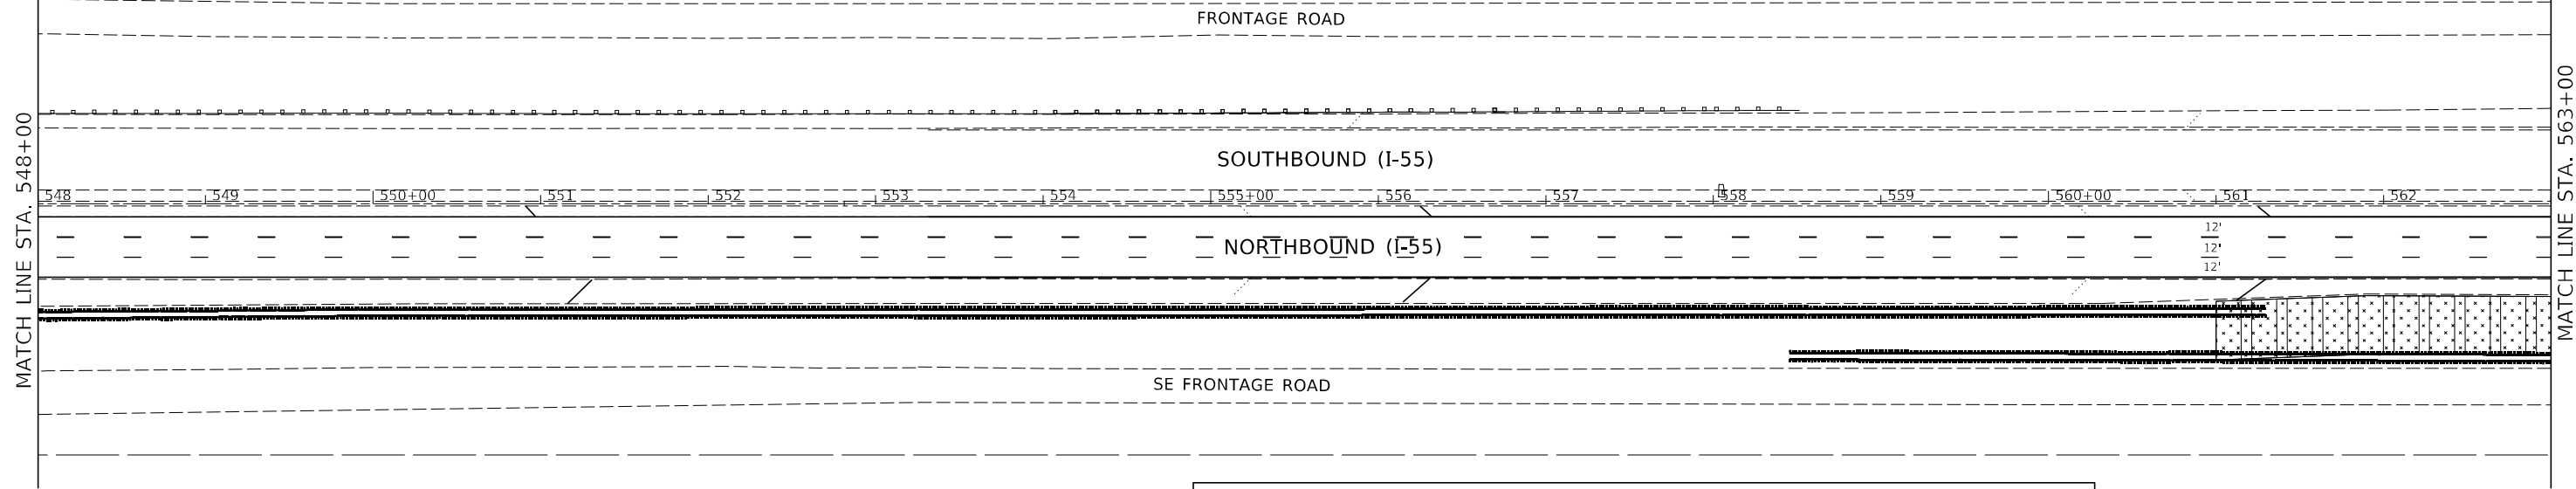 FRONTAGE ROAD
MATCH LINE STA. 548+00
MATCH LINE STA. 563+00
SOUTHBOUND (I-55)
548 549 550+00 551 552 553 554 555+00 556 557 558 559 560+00 561 562
NORTHBOUND (I-55)
12'
12'
12'
SE FRONTAGE ROAD